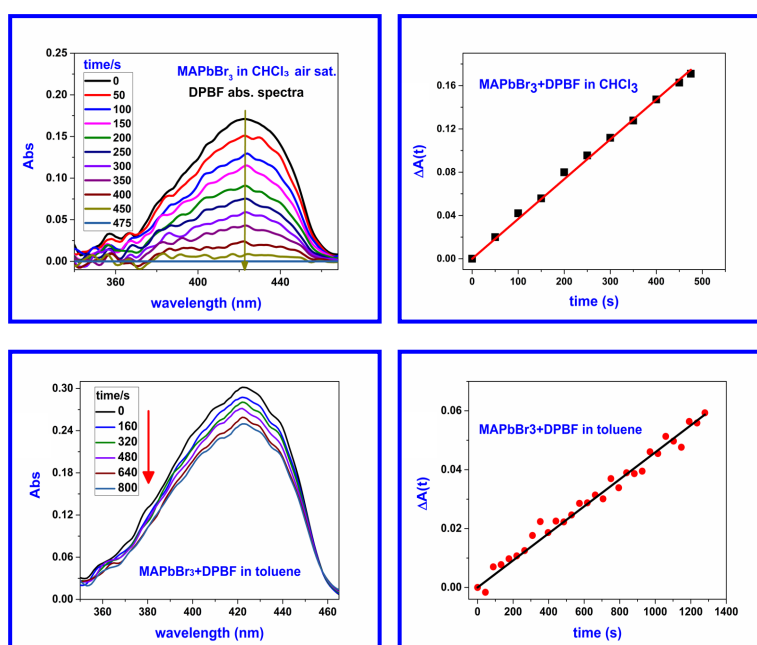 0.25
0.20
0.15
0.10
0.05
0.00
Abs
time/s
0
50
100
150
200
250
300
350
400
450
475
MAPbBr3 in CHCl3 air sat.
DPBF abs. spectra
360 400 440
wavelength (nm)
0.16
0.12
0.08
0.04
0.00
ΔA(t)
MAPbBr3+DPBF in CHCl3
0 100 200 300 400 500
time (s)
0.30
0.24
0.18
0.12
0.06
0.00
Abs
time/s
0
160
320
480
640
800
MAPbBr3+DPBF in toluene
360 380 400 420 440 460
wavelength (nm)
0.06
0.04
0.02
0.00
ΔA(t)
MAPbBr3+DPBF in toluene
0 200 400 600 800 1000 1200 1400
time (s)